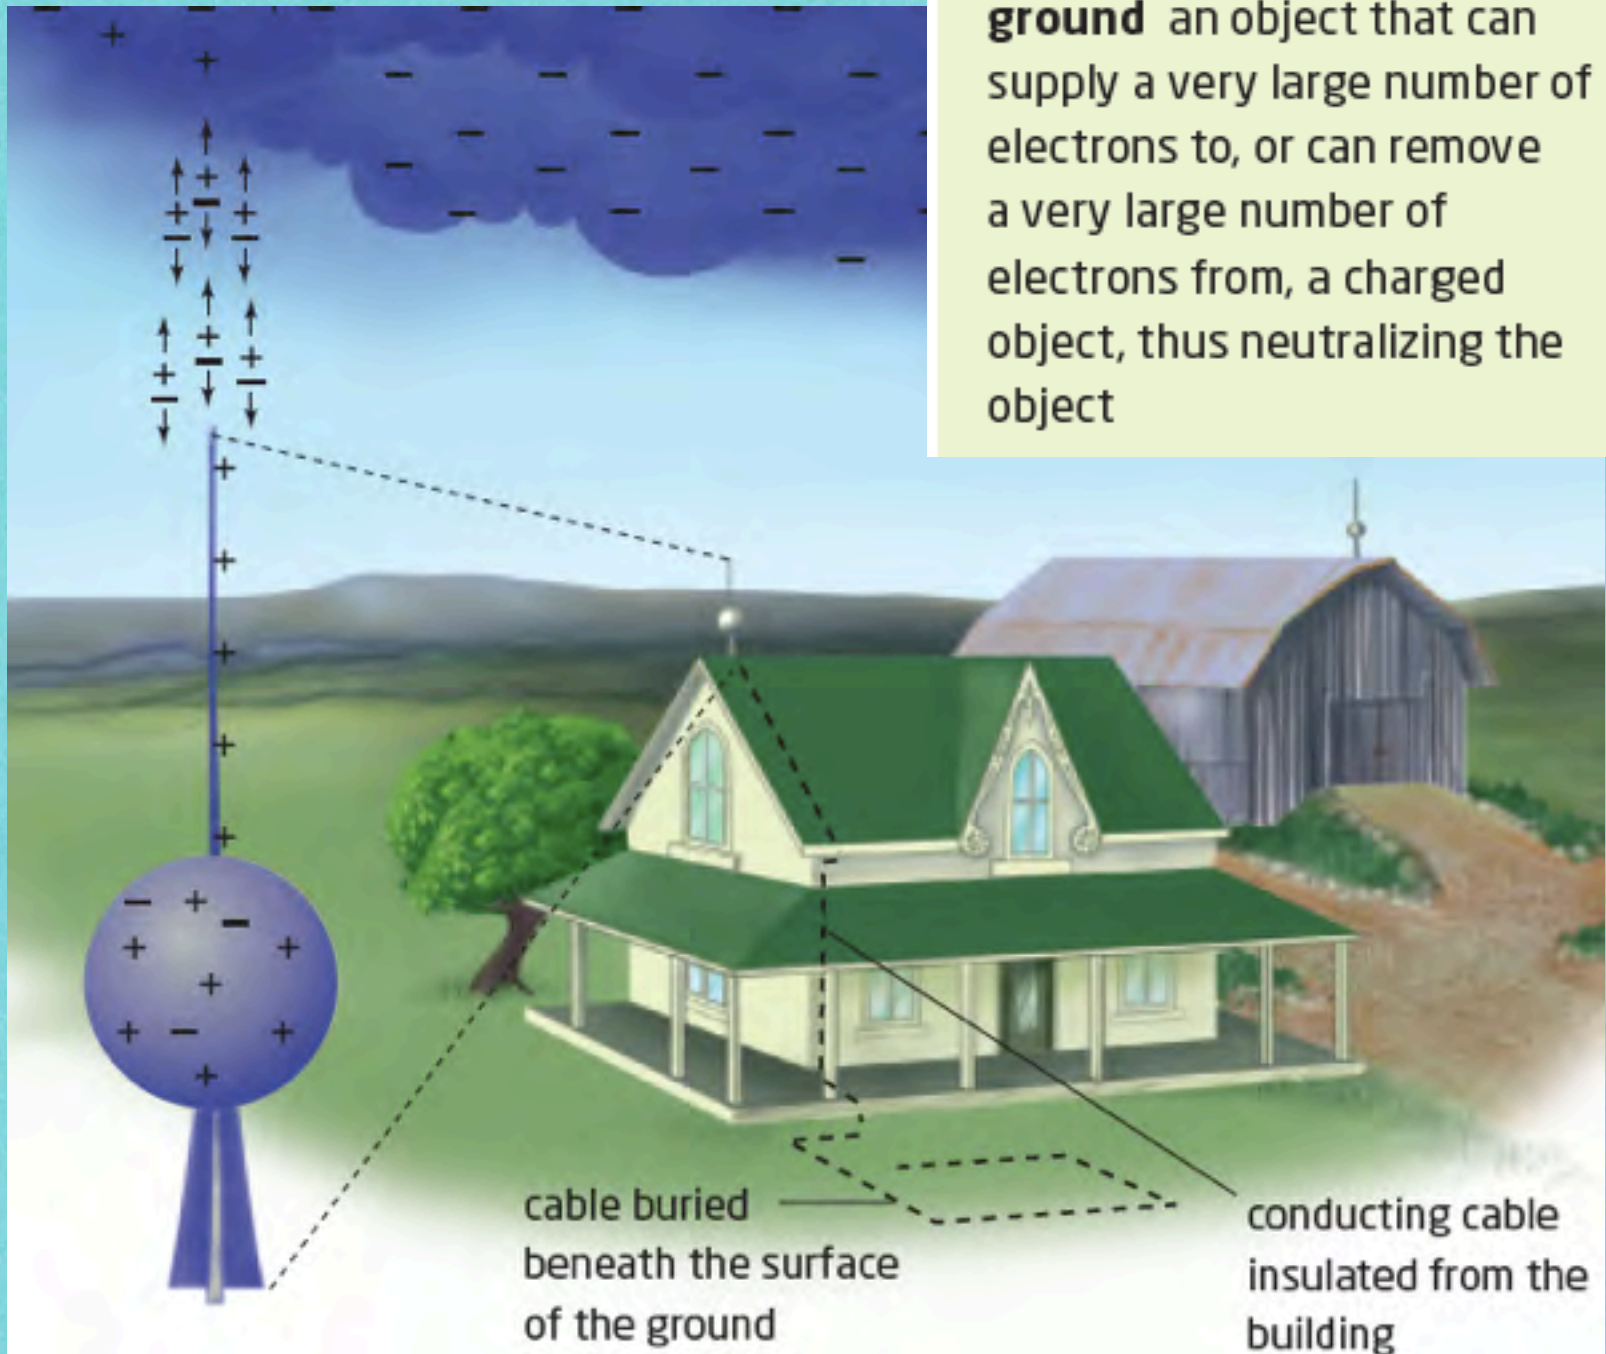 ground an object that can
supply a very large number of
electrons to, or can remove
a very large number of
electrons from, a charged
object, thus neutralizing the
object
cable buried
beneath the surface
of the ground
conducting cable
insulated from the
building